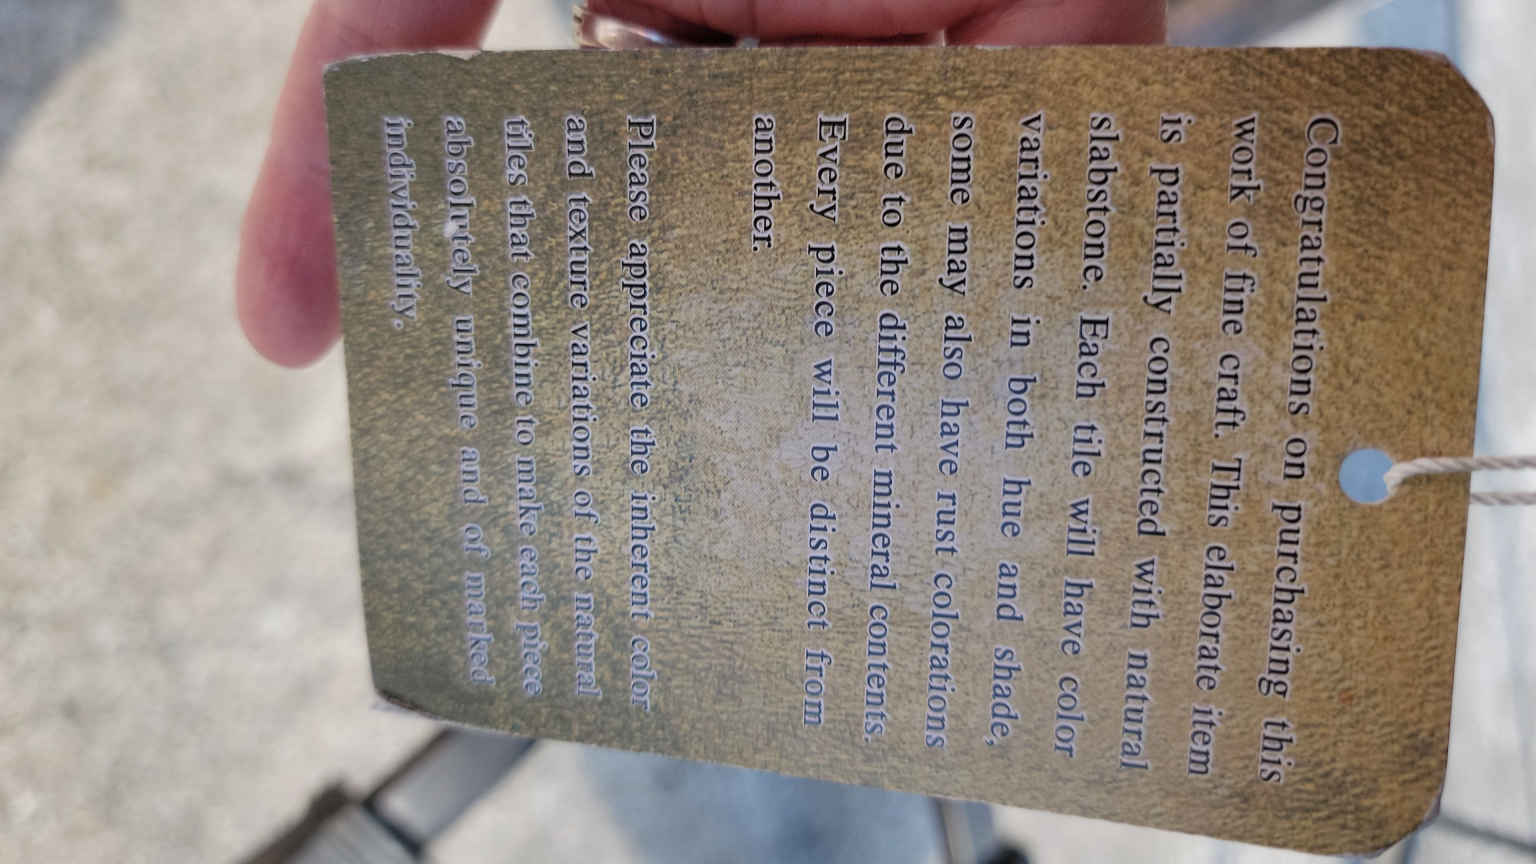 Congratulations on purchasing this
work of fine craft. This elaborate item
is partially constructed with natural
slabstone. Each tile will have color
variations in both hue and shade,
some may also have rust colorations
due to the different mineral contents.
Every piece will be distinct from
another.
Please appreciate the inherent color
and texture variations of the natural
tiles that combine to make each piece
absolutely unique and of marked
individuality.